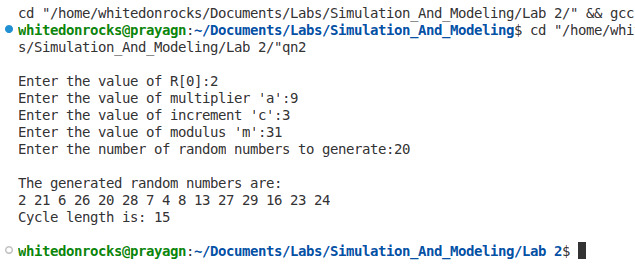 cd "/home/whitedonrocks/Documents/Labs/Simulation_And_Modeling/Lab 2/" && gcc
whitedonrocks@prayagn:~/Documents/Labs/Simulation_And_Modeling$ cd "/home/whi
s/Simulation_And_Modeling/Lab 2/"qn2
Enter the value of R[0]:2
Enter the value of multiplier 'a':9
Enter the value of increment 'c':3
Enter the value of modulus 'm':31
Enter the number of random numbers to generate:20
The generated random numbers are:
2 21 6 26 20 28 7 4 8 13 27 29 16 23 24
Cycle length is: 15
whitedonrocks@prayagn:~/Documents/Labs/Simulation_And_Modeling/Lab 2$